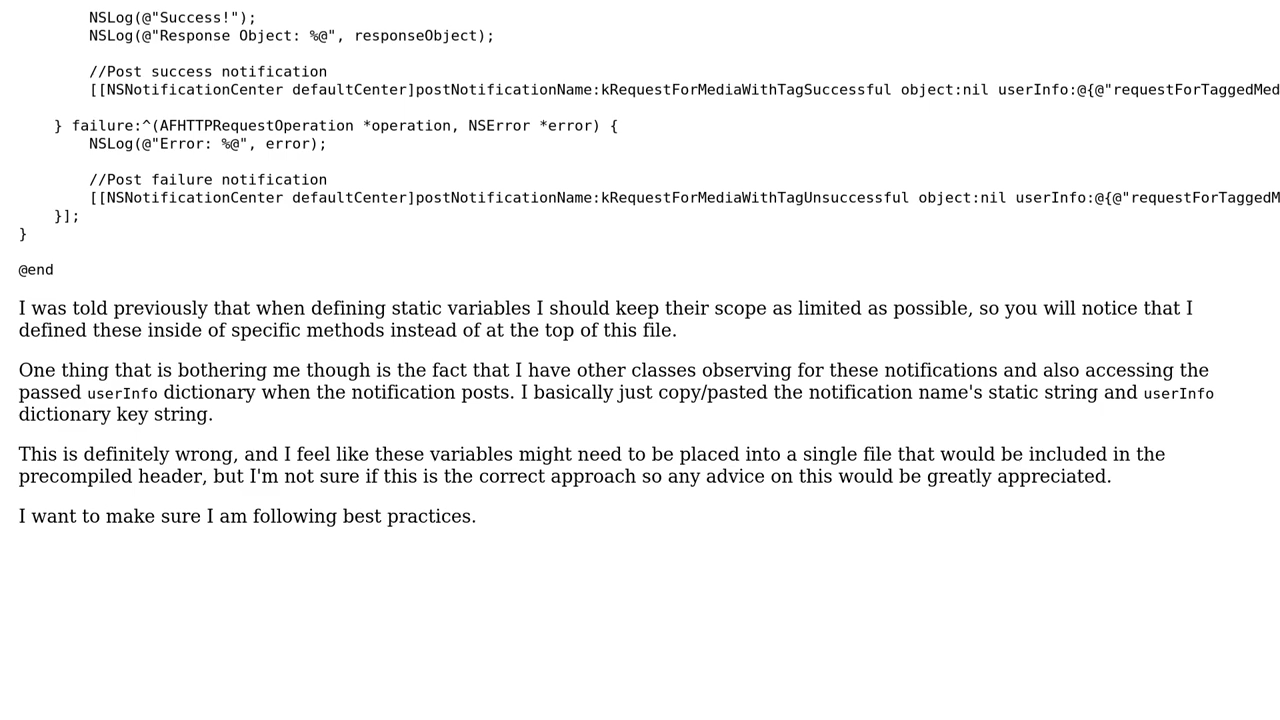 NSLog(@"Success!");
NSLog(@"Response Object: %@", responseObject);
//Post success notification
[[NSNotificationCenter defaultCenter]postNotificationName:kRequestForMediaWithTagSuccessful object:nil userInfo:@{@"requestForTaggedMed
} failure:^(AFHTTPRequestOperation *operation, NSError *error) {
NSLog(@"Error: %@", error);
//Post failure notification
[[NSNotificationCenter defaultCenter]postNotificationName:kRequestForMediaWithTagUnsuccessful object:nil userInfo:@{@"requestForTaggedM
}];
}
@end
I was told previously that when defining static variables I should keep their scope as limited as possible, so you will notice that I
defined these inside of specific methods instead of at the top of this file.
One thing that is bothering me though is the fact that I have other classes observing for these notifications and also accessing the
passed userInfo dictionary when the notification posts. I basically just copy/pasted the notification name's static string and userInfo
dictionary key string.
This is definitely wrong, and I feel like these variables might need to be placed into a single file that would be included in the
precompiled header, but I'm not sure if this is the correct approach so any advice on this would be greatly appreciated.
I want to make sure I am following best practices.